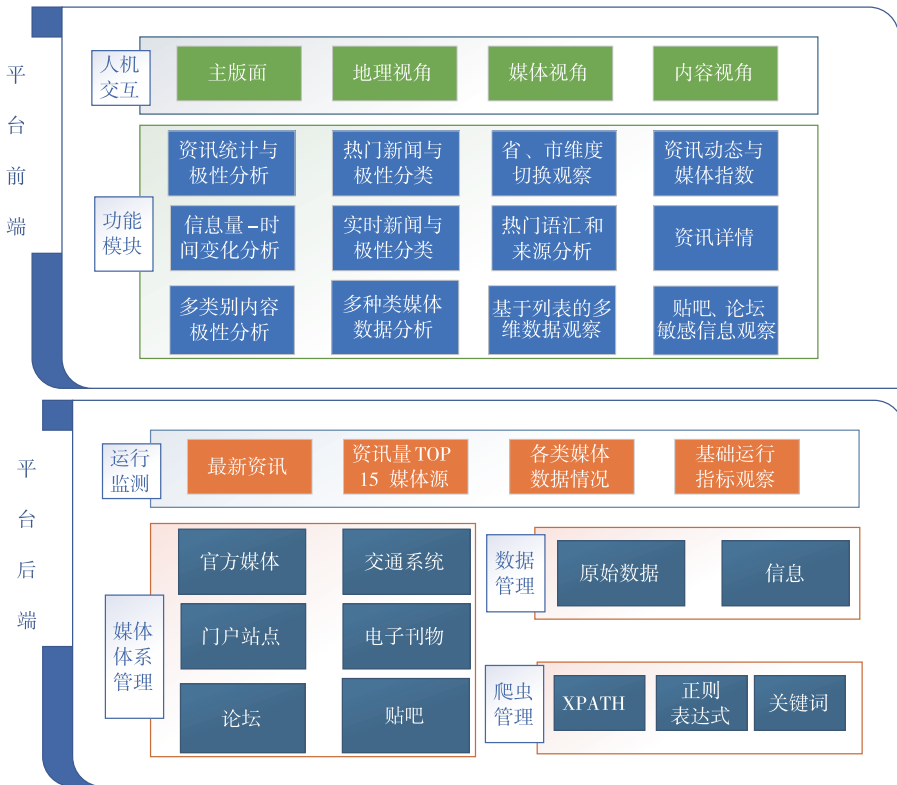 平台前端
人机
交互
主版面
地理视角
媒体视角
内容视角
功能
模块
资讯统计与
极性分析
热门新闻与
极性分类
省、市维度
切换观察
资讯动态与
媒体指数
信息量-时
间变化分析
实时新闻与
极性分类
热门语汇和
来源分析
资讯详情
多类别内容
极性分析
多种类媒体
数据分析
基于列表的多
维数据观察
贴吧、论坛
敏感信息观察
平台后端
运行
监测
最新资讯
资讯量TOP
15 媒体源
各类媒体
数据情况
基础运行
指标观察
媒体
体系
管理
官方媒体
交通系统
门户站点
电子刊物
论坛
贴吧
数据
管理
原始数据
信息
爬虫
管理
XPATH
正则
表达式
关键词